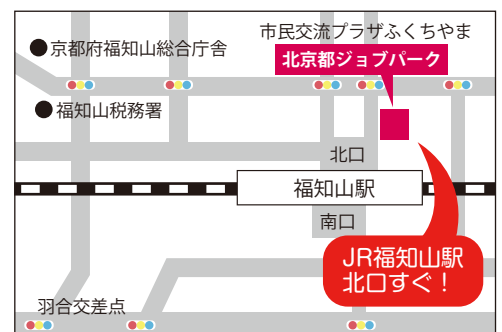 市民交流プラザふくちやま
●京都府福知山総合庁舎
北京都ジョブパーク
●福知山税務署
北口
福知山駅
南口
JR福知山駅
北口すぐ！
羽合交差点